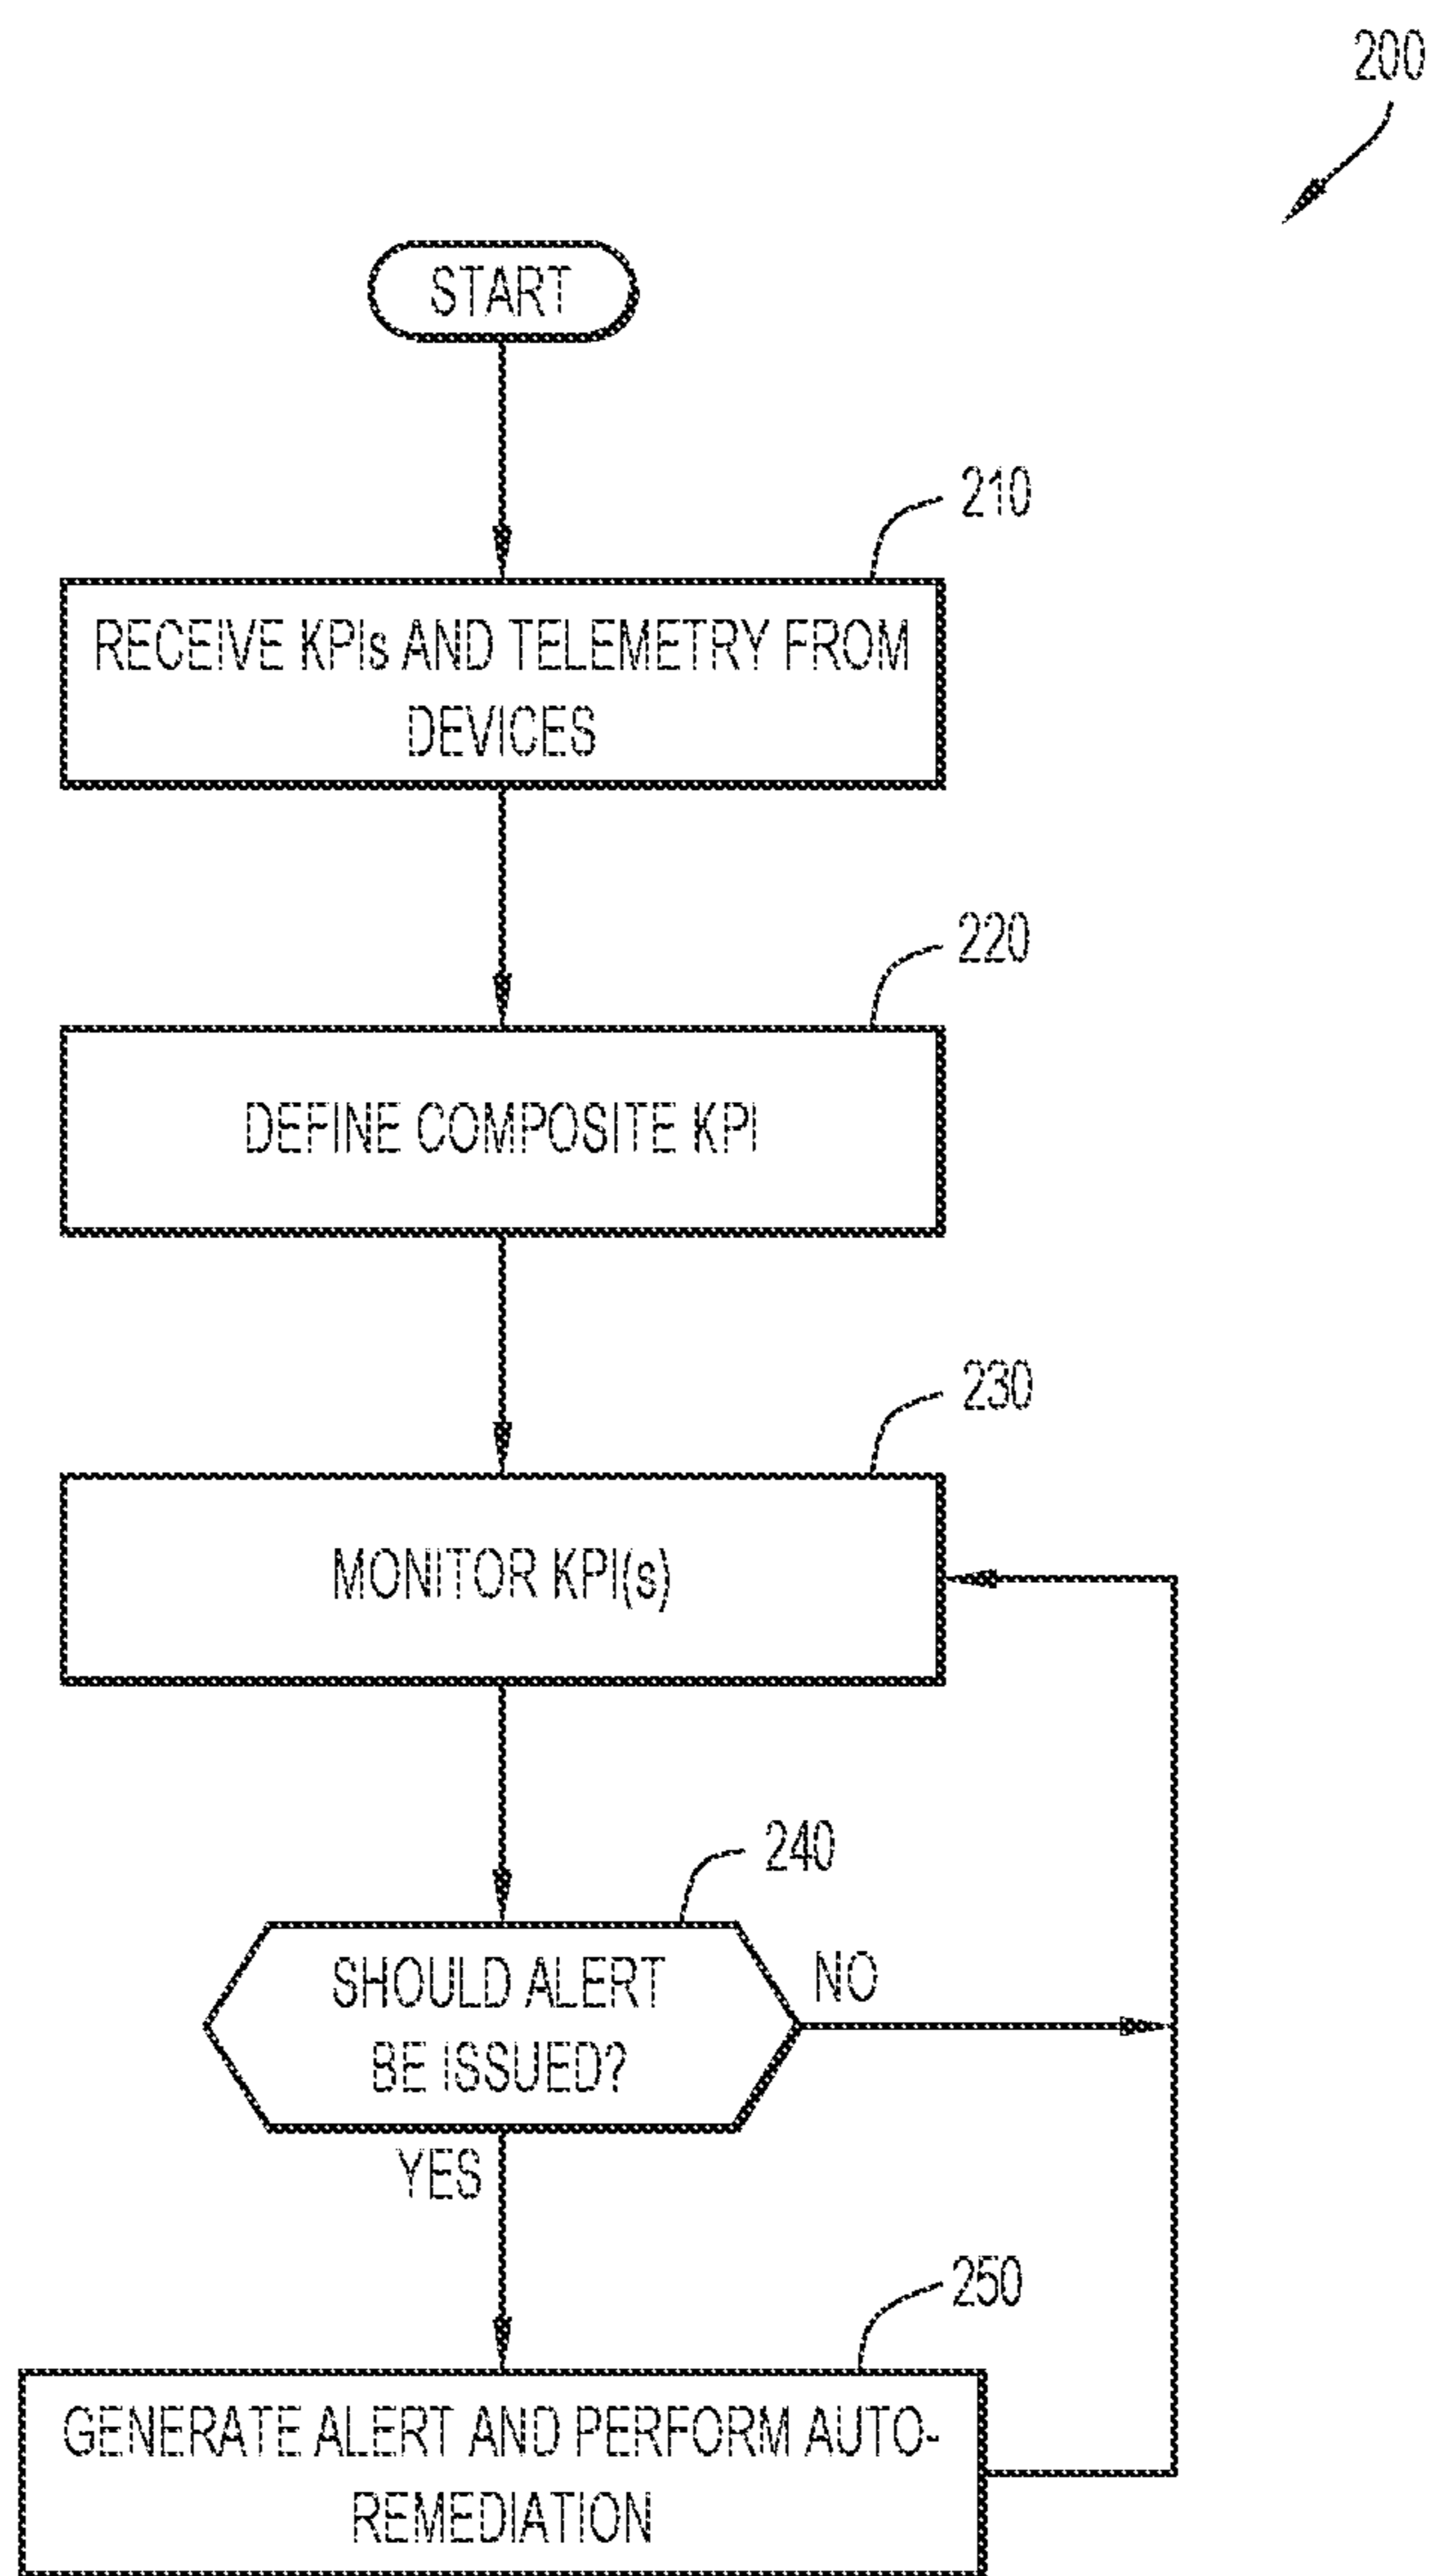 200
START
210
RECEIVE KPIs AND TELEMETRY FROM
DEVICES
220
DEFINE COMPOSITE KPI
230
MONITOR KPI(s)
240
SHOULD ALERT
BE ISSUED?
NO
YES
250
GENERATE ALERT AND PERFORM AUTO-
REMEDIATION